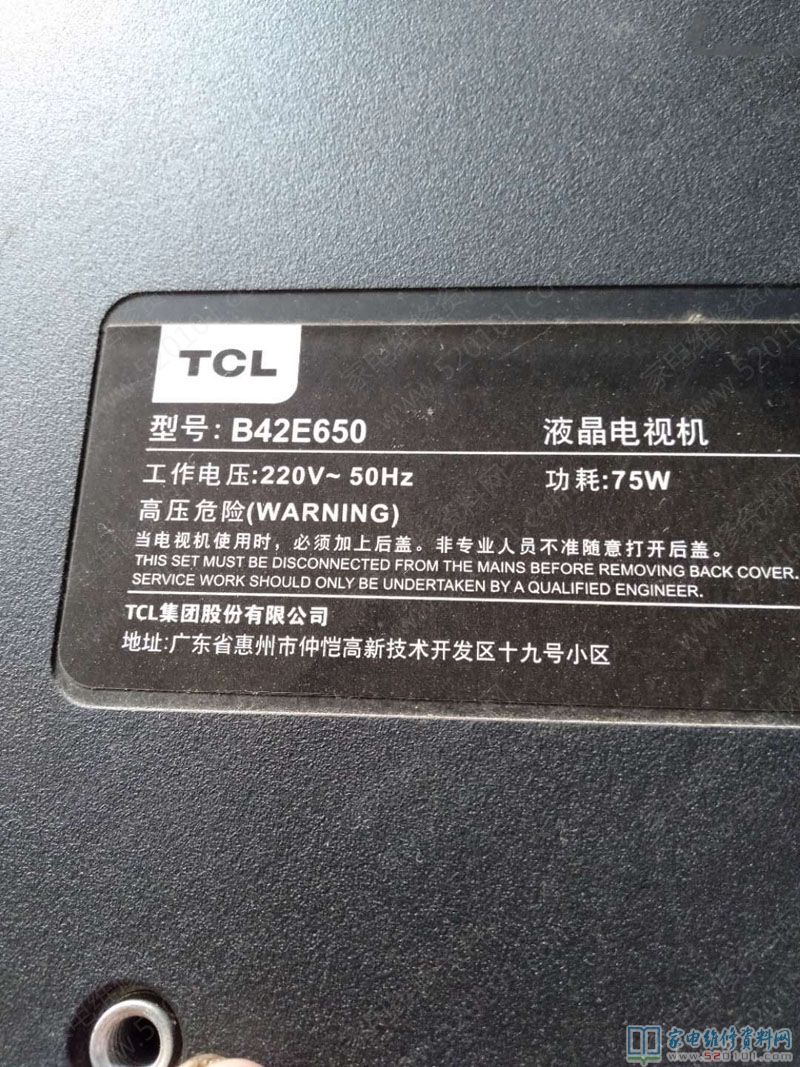 TCL
型号: B42E650 液晶电视机
工作电压:220V~ 50Hz 功耗:75W
高压危险(WARNING)
当电视机使用时，必须加上后盖。非专业人员不准随意打开后盖。
THIS SET MUST BE DISCONNECTED FROM THE MAINS BEFORE REMOVING BACK COVER.
SERVICE WORK SHOULD ONLY BE UNDERTAKEN BY A QUALIFIED ENGINEER.
TCL集团股份有限公司
地址:广东省惠州市仲恺高新技术开发区十九号小区
家电维修资料网
www.520101.com